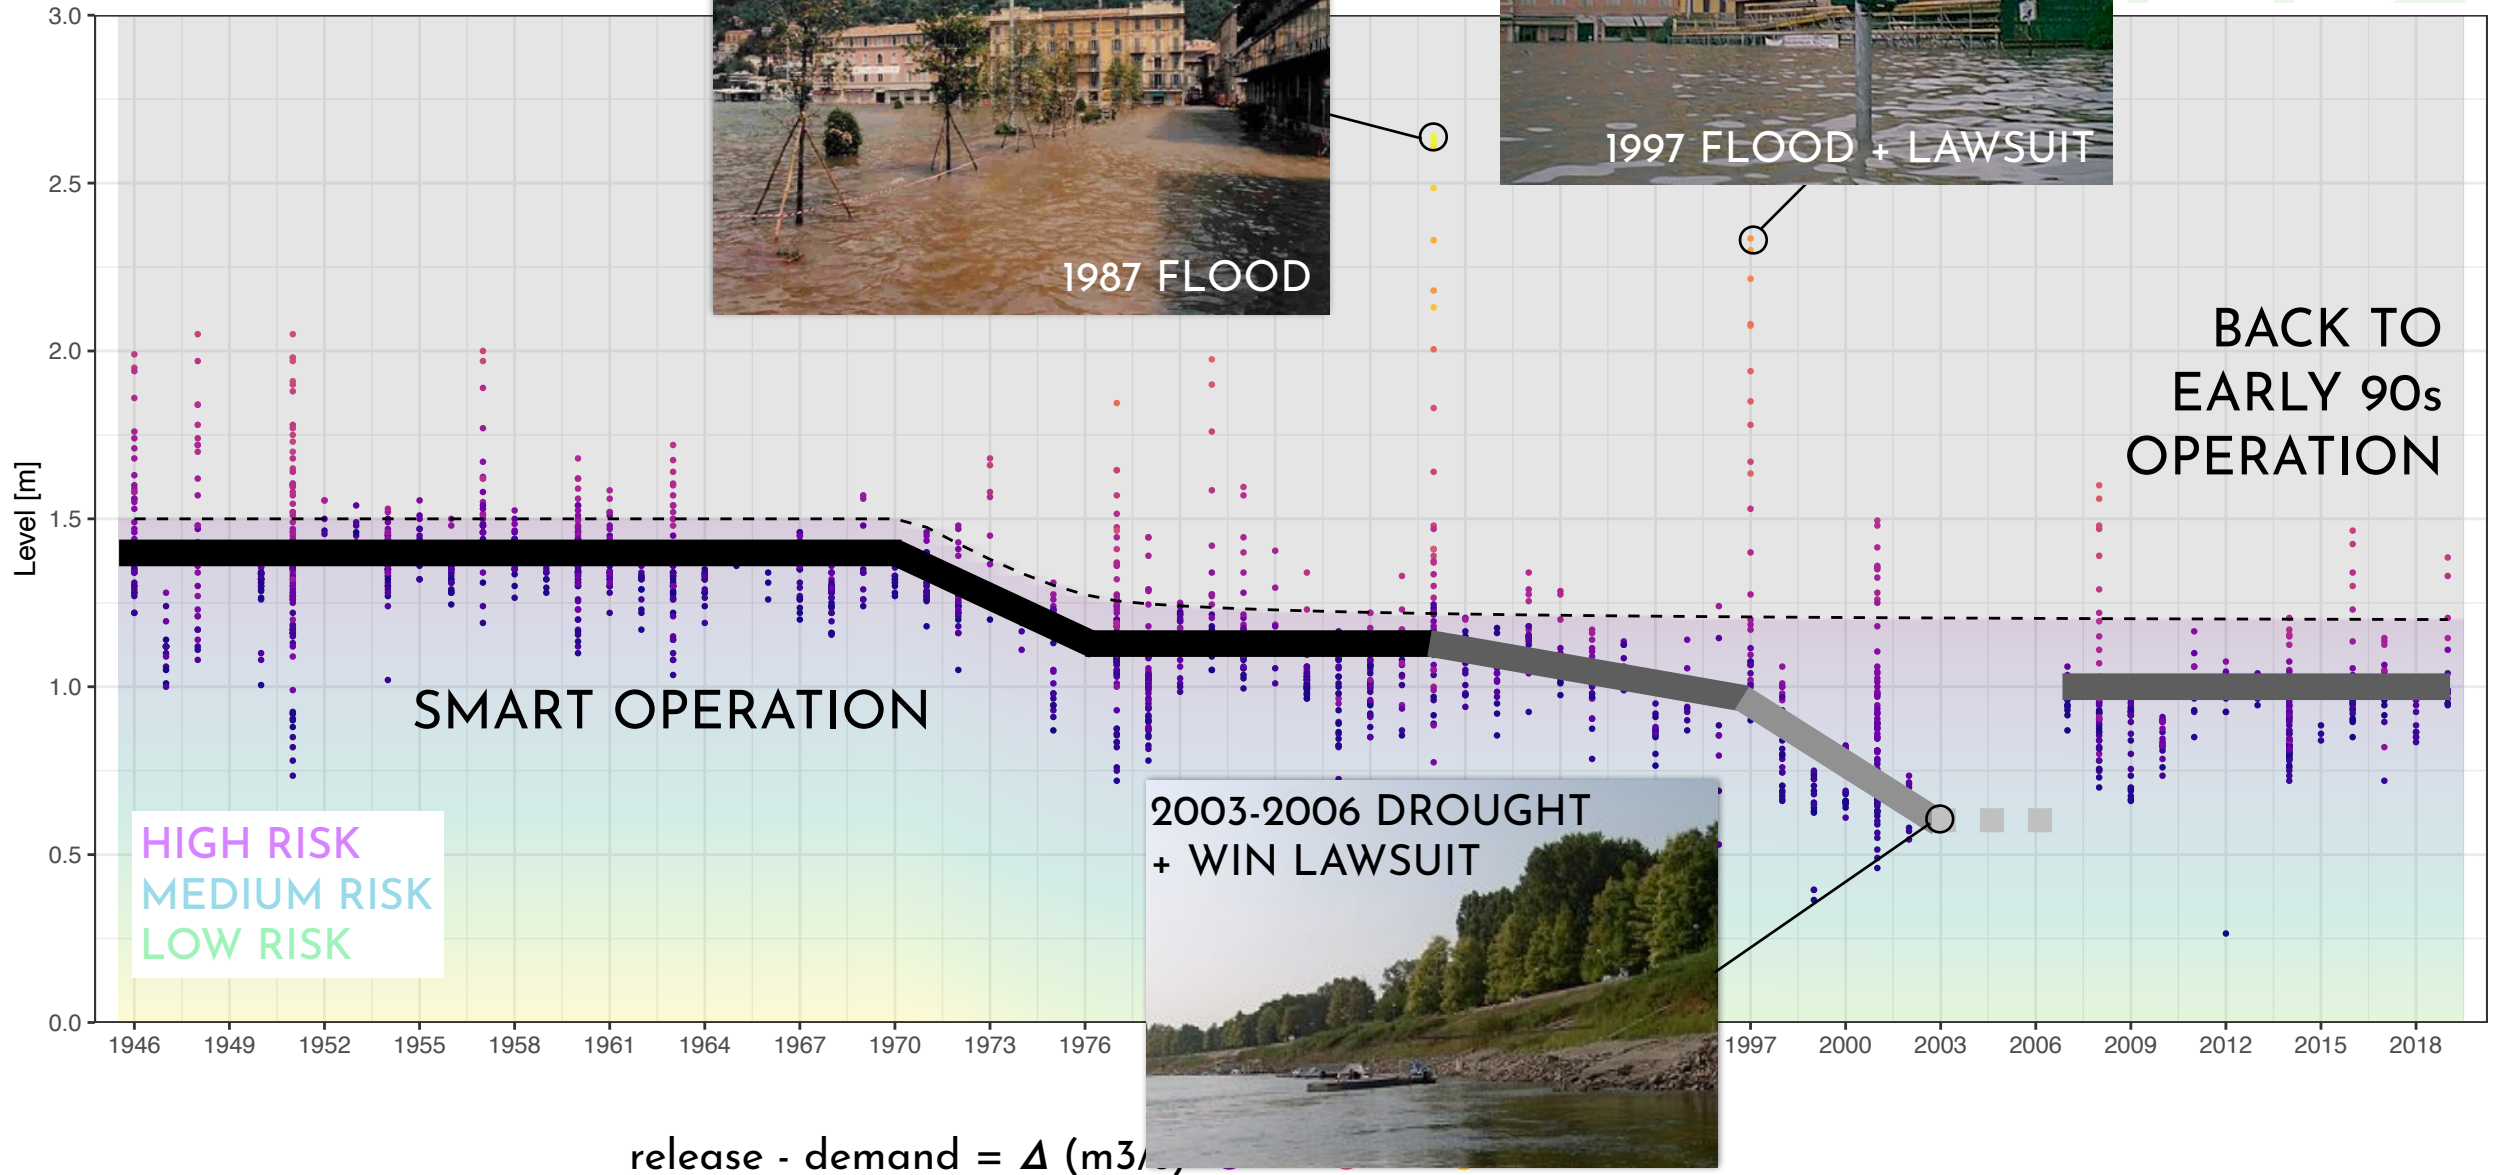 3.0
2.5
2.0
1.5
1.0
0.5
0.0
Level [m]
1987 FLOOD
1997 FLOOD + LAWSUIT
BACK TO
EARLY 90s
OPERATION
SMART OPERATION
HIGH RISK
MEDIUM RISK
LOW RISK
2003-2006 DROUGHT
+ WIN LAWSUIT
1946 1949 1952 1955 1958 1961 1964 1967 1970 1973 1976 1997 2000 2003 2006 2009 2012 2015 2018
release - demand = Δ (m3/